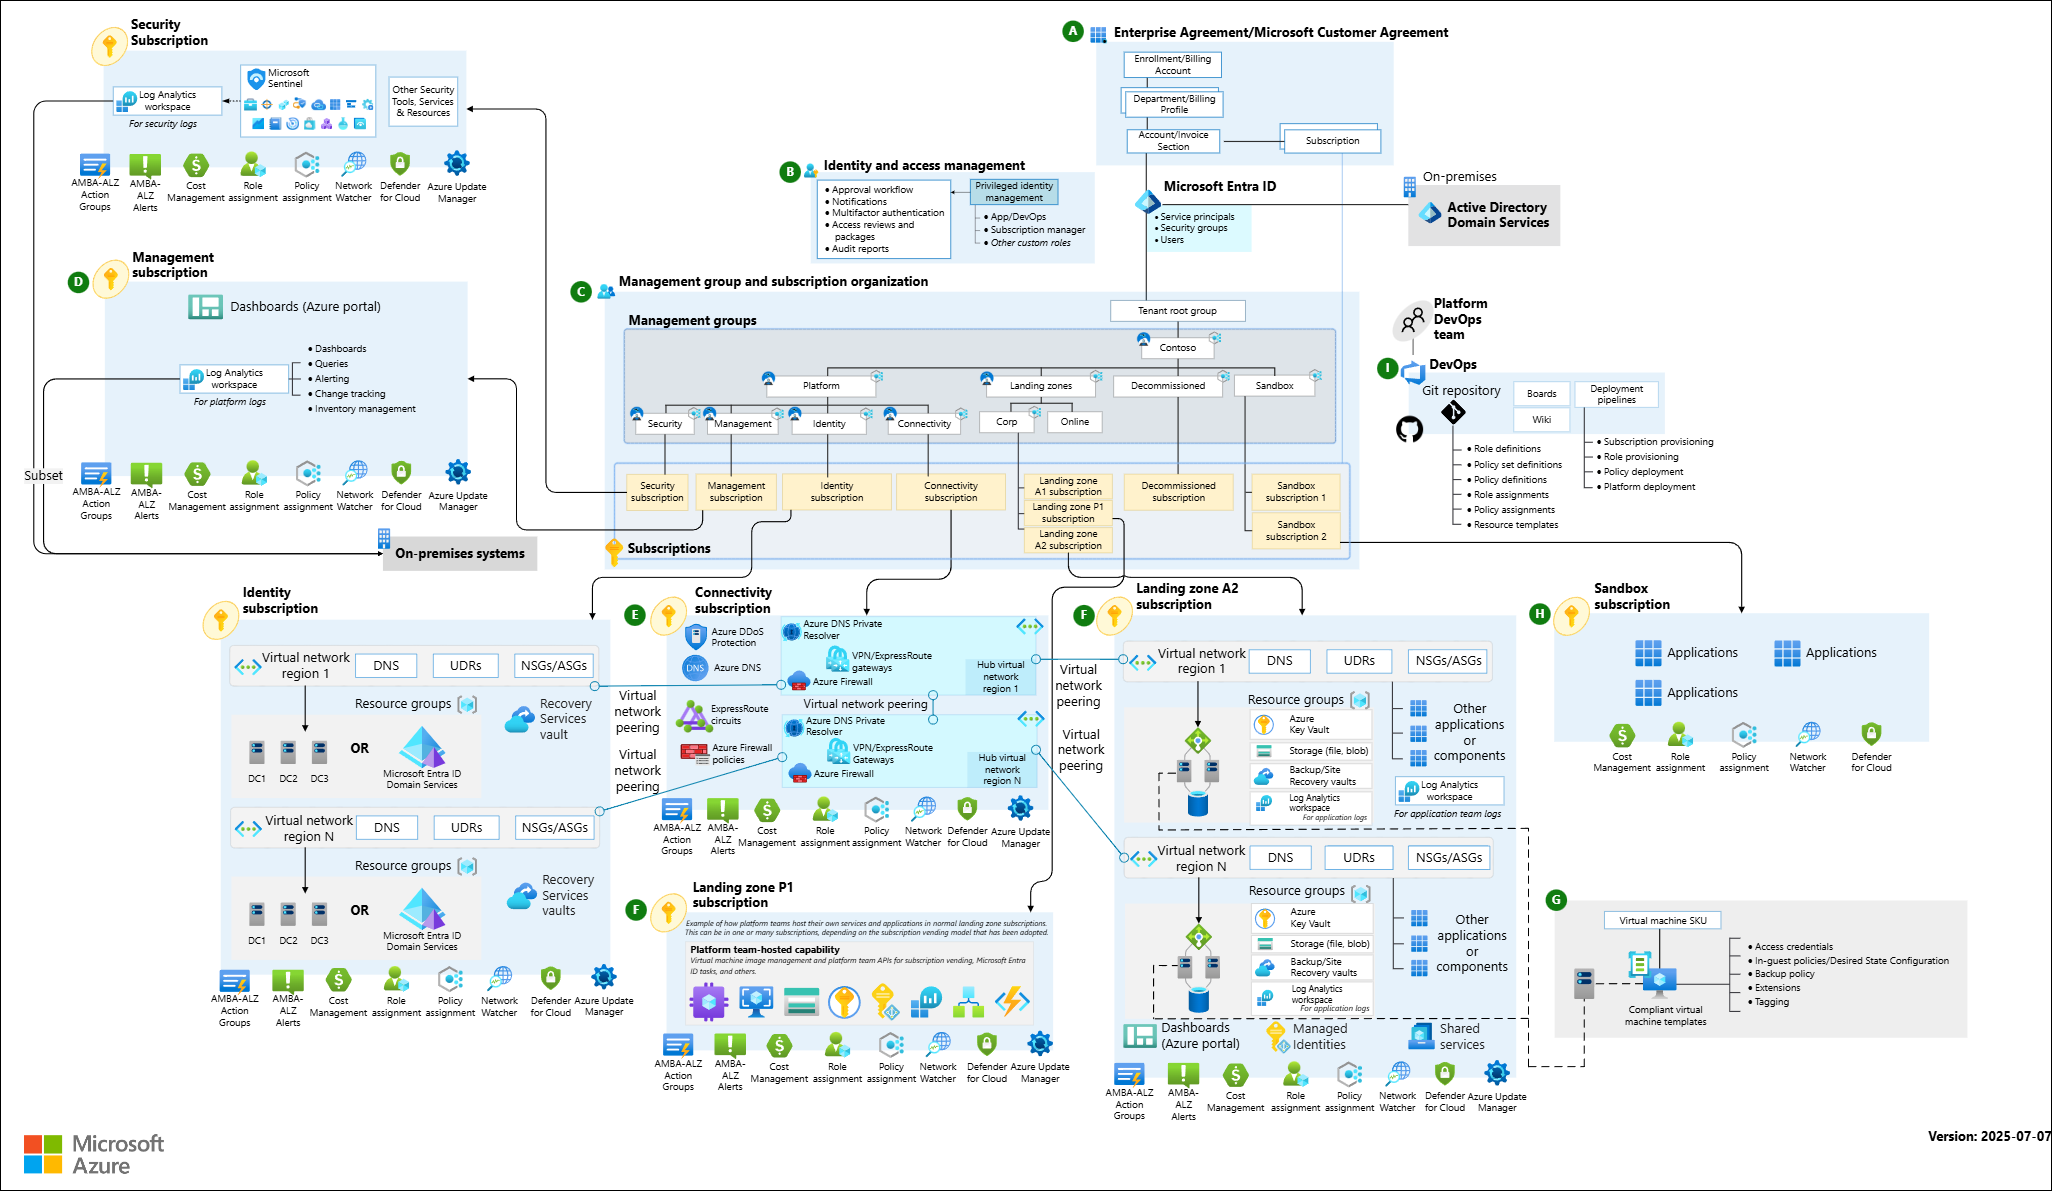 Security
Subscription
Log Analytics
workspace
For security logs
Microsoft
Sentinel
Other Security
Tools, Services
& Resources
AMBA-ALZ
Action
Groups
AMBA-
ALZ
Alerts
Cost
Management
Role
assignment
Policy
assignment
Network
Watcher
Defender
for Cloud
Azure Update
Manager
D
Management
subscription
Dashboards (Azure portal)
Log Analytics
workspace
For platform logs
• Dashboards
• Queries
• Alerting
• Change tracking
• Inventory management
AMBA-ALZ
Action
Groups
AMBA-
ALZ
Alerts
Cost
Management
Role
assignment
Policy
assignment
Network
Watcher
Defender
for Cloud
Azure Update
Manager
Subset
On-premises systems
A
Enterprise Agreement/Microsoft Customer Agreement
Enrollment/Billing
Account
Department/Billing
Profile
Account/Invoice
Section
Subscription
B
Identity and access management
• Approval workflow
• Notifications
• Multifactor authentication
• Access reviews and
packages
• Audit reports
Privileged identity
management
• App/DevOps
• Subscription manager
• Other custom roles
Microsoft Entra ID
• Service principals
• Security groups
• Users
On-premises
Active Directory
Domain Services
C
Management group and subscription organization
Tenant root group
Management groups
Contoso
Platform
Landing zones
Decommissioned
Sandbox
Security
Management
Identity
Connectivity
Corp
Online
Security
subscription
Management
subscription
Identity
subscription
Connectivity
subscription
Landing zone
A1 subscription
Landing zone P1
subscription
Landing zone
A2 subscription
Decommissioned
subscription
Sandbox
subscription 1
Sandbox
subscription 2
Subscriptions
Platform
DevOps
team
I
DevOps
Git repository
Boards
Wiki
Deployment
pipelines
• Role definitions
• Policy set definitions
• Policy definitions
• Role assignments
• Policy assignments
• Resource templates
• Subscription provisioning
• Role provisioning
• Policy deployment
• Platform deployment
Identity
subscription
Virtual network
region 1
DNS
UDRs
NSGs/ASGs
Resource groups
DC1
DC2
DC3
OR
Microsoft Entra ID
Domain Services
Recovery
Services
vault
Virtual network
region N
DNS
UDRs
NSGs/ASGs
Resource groups
DC1
DC2
DC3
OR
Microsoft Entra ID
Domain Services
Recovery
Services
vaults
AMBA-ALZ
Action
Groups
AMBA-
ALZ
Alerts
Cost
Management
Role
assignment
Policy
assignment
Network
Watcher
Defender
for Cloud
Azure Update
Manager
Virtual
network
peering
Virtual
network
peering
E
Connectivity
subscription
Azure DDoS
Protection
DNS
Azure DNS
ExpressRoute
circuits
Azure Firewall
policies
Azure DNS Private
Resolver
VPN/ExpressRoute
gateways
Azure Firewall
Hub virtual
network
region 1
Virtual network peering
Azure DNS Private
Resolver
VPN/ExpressRoute
Gateways
Azure Firewall
Hub virtual
network
region N
AMBA-ALZ
Action
Groups
AMBA-
ALZ
Alerts
Cost
Management
Role
assignment
Policy
assignment
Network
Watcher
Defender
for Cloud
Azure Update
Manager
Virtual
network
peering
Virtual
network
peering
F
Landing zone P1
subscription
Example of how platform teams host their own services and applications in normal landing zone subscriptions.
This can be in one or many subscriptions, depending on the subscription vending model that has been adopted.
Platform team-hosted capability
Virtual machine image management and platform team APIs for subscription vending, Microsoft Entra
ID tasks, and others.
AMBA-ALZ
Action
Groups
AMBA-
ALZ
Alerts
Cost
Management
Role
assignment
Policy
assignment
Network
Watcher
Defender
for Cloud
Azure Update
Manager
F
Landing zone A2
subscription
Virtual network
region 1
DNS
UDRs
NSGs/ASGs
Resource groups
Azure
Key Vault
Storage (file, blob)
Backup/Site
Recovery vaults
Log Analytics
workspace
For application logs
Other
applications
or
components
Log Analytics
workspace
For application team logs
Virtual network
region N
DNS
UDRs
NSGs/ASGs
Resource groups
Azure
Key Vault
Storage (file, blob)
Backup/Site
Recovery vaults
Log Analytics
workspace
For application logs
Other
applications
or
components
Dashboards
(Azure portal)
Managed
Identities
Shared
services
AMBA-ALZ
Action
Groups
AMBA-
ALZ
Alerts
Cost
Management
Role
assignment
Policy
assignment
Network
Watcher
Defender
for Cloud
Azure Update
Manager
H
Sandbox
subscription
Applications
Applications
Applications
Cost
Management
Role
assignment
Policy
assignment
Network
Watcher
Defender
for Cloud
G
Virtual machine SKU
Compliant virtual
machine templates
• Access credentials
• In-guest policies/Desired State Configuration
• Backup policy
• Extensions
• Tagging
Microsoft
Azure
Version: 2025-07-07